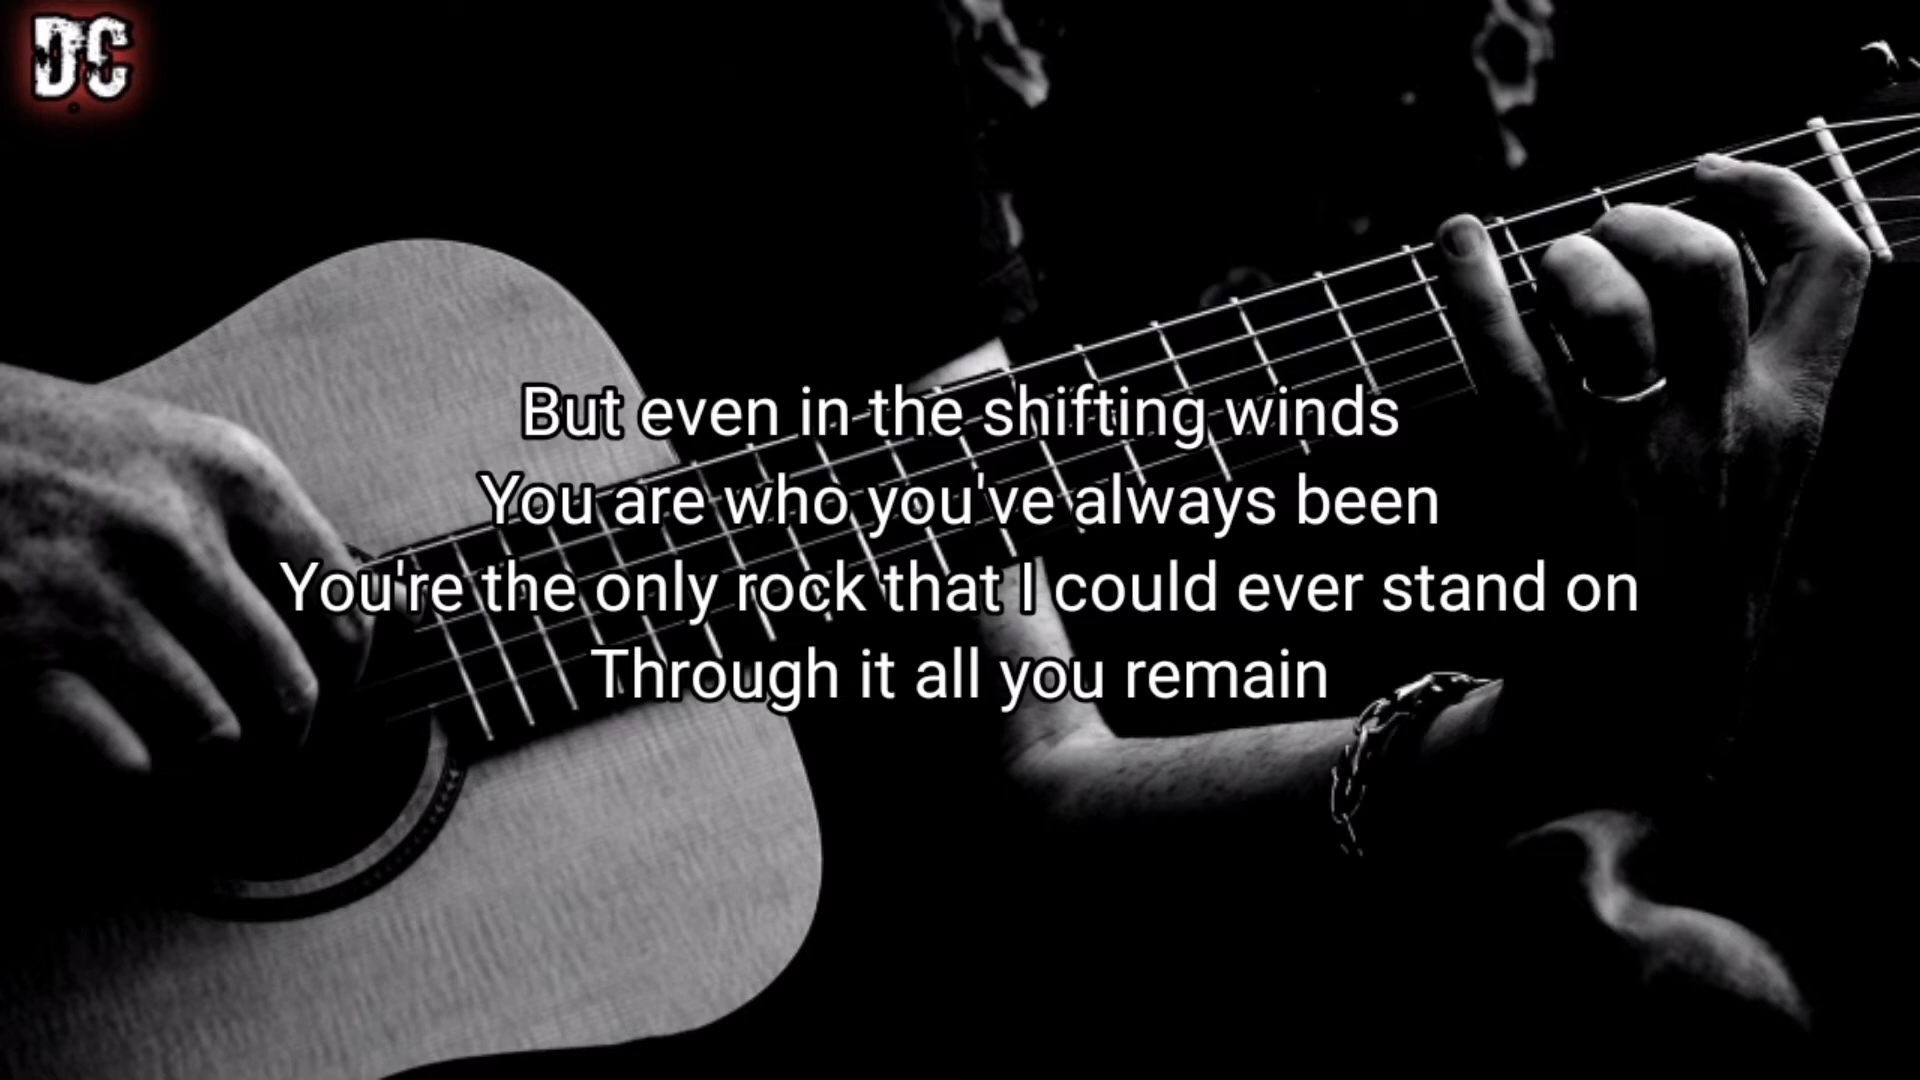 DC
But even in the shifting winds
You are who you've always been
You're the only rock that I could ever stand on
Through it all you remain